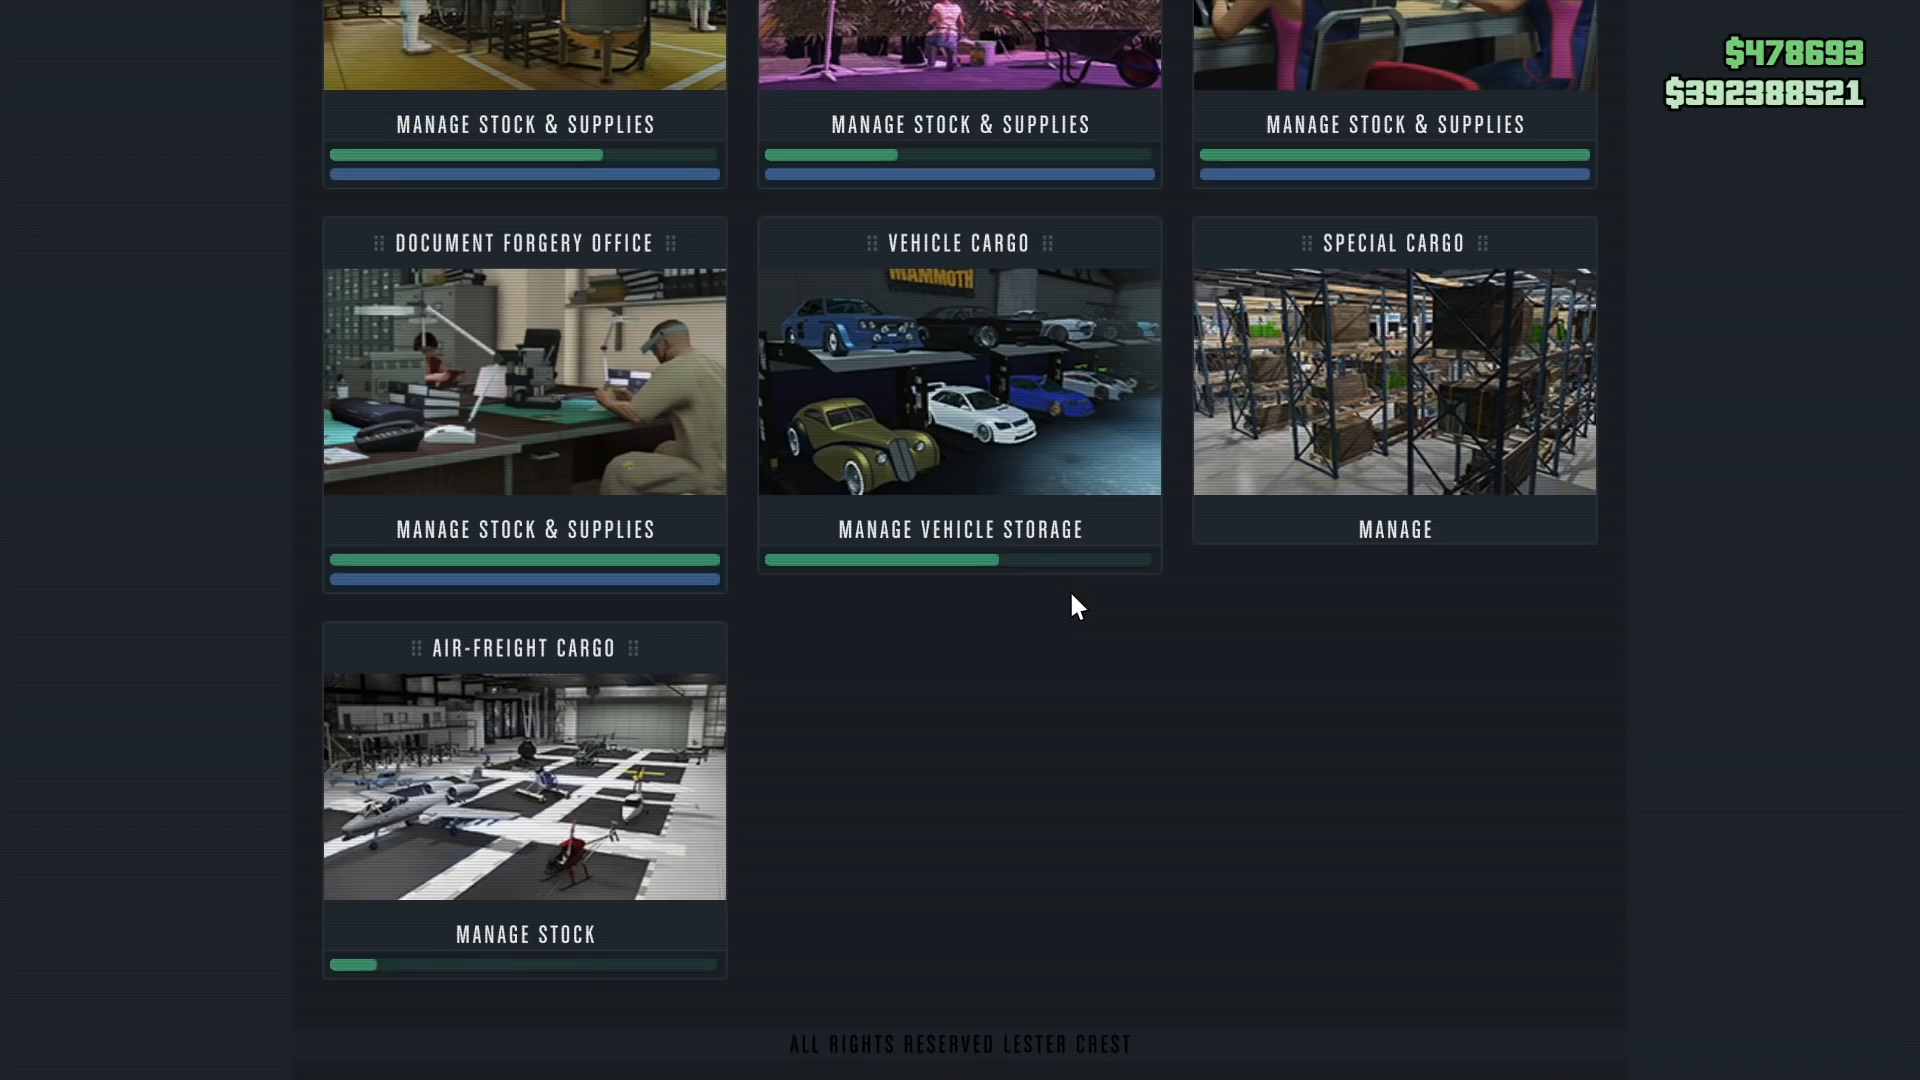 $478693
$392388521
MANAGE STOCK & SUPPLIES
MANAGE STOCK & SUPPLIES
MANAGE STOCK & SUPPLIES
DOCUMENT FORGERY OFFICE
VEHICLE CARGO
SPECIAL CARGO
MAMMOTH
MANAGE STOCK & SUPPLIES
MANAGE VEHICLE STORAGE
MANAGE
AIR-FREIGHT CARGO
MANAGE STOCK
ALL RIGHTS RESERVED LESTER CREST